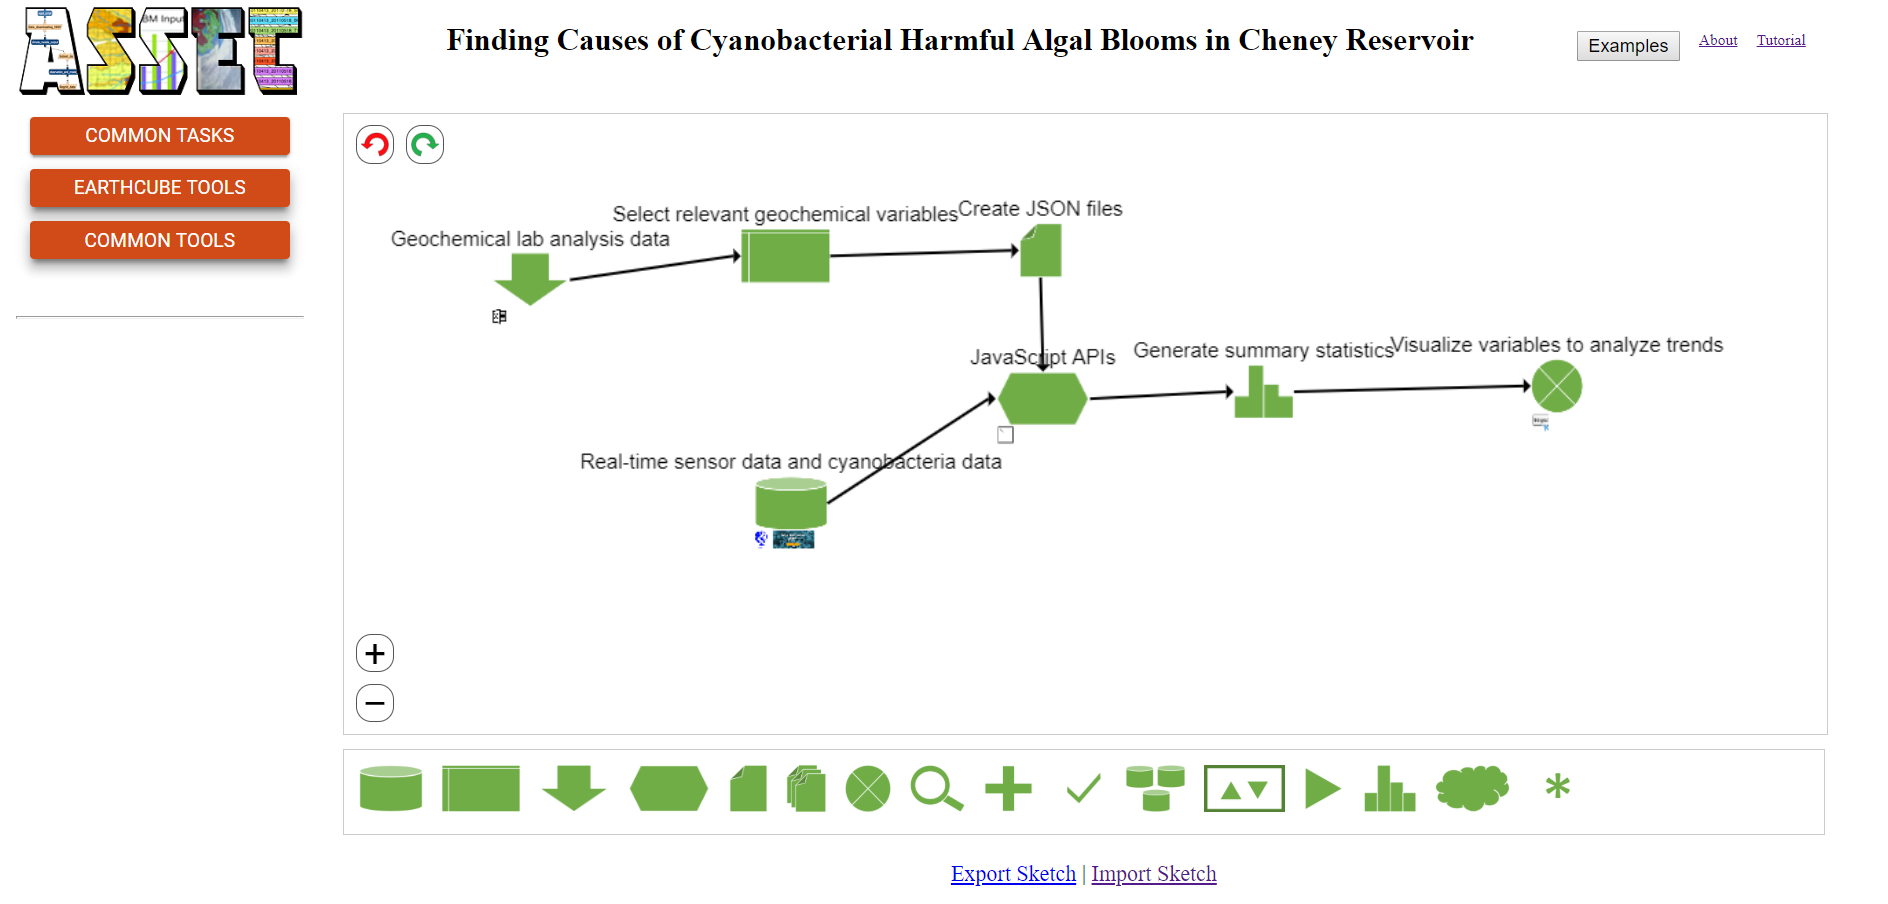 ASSET
BM Input
Finding Causes of Cyanobacterial Harmful Algal Blooms in Cheney Reservoir
Examples
About
Tutorial
COMMON TASKS
EARTHCUBE TOOLS
COMMON TOOLS
Select relevant geochemical variables
Create JSON files
Geochemical lab analysis data
JavaScript APIs
Generate summary statistics
Visualize variables to analyze trends
Real-time sensor data and cyanobacteria data
Export Sketch | Import Sketch